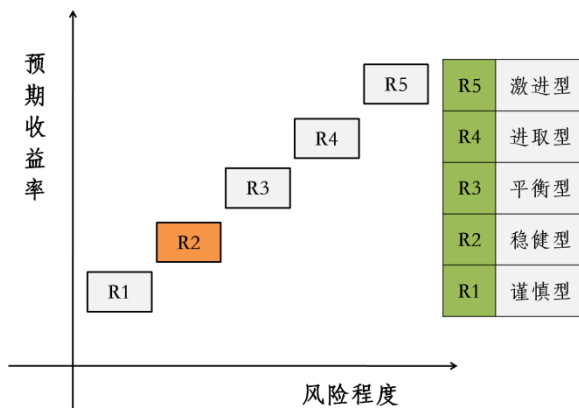 预期收益率
R5
R4
R3
R2
R1
风险程度
R5 激进型
R4 进取型
R3 平衡型
R2 稳健型
R1 谨慎型